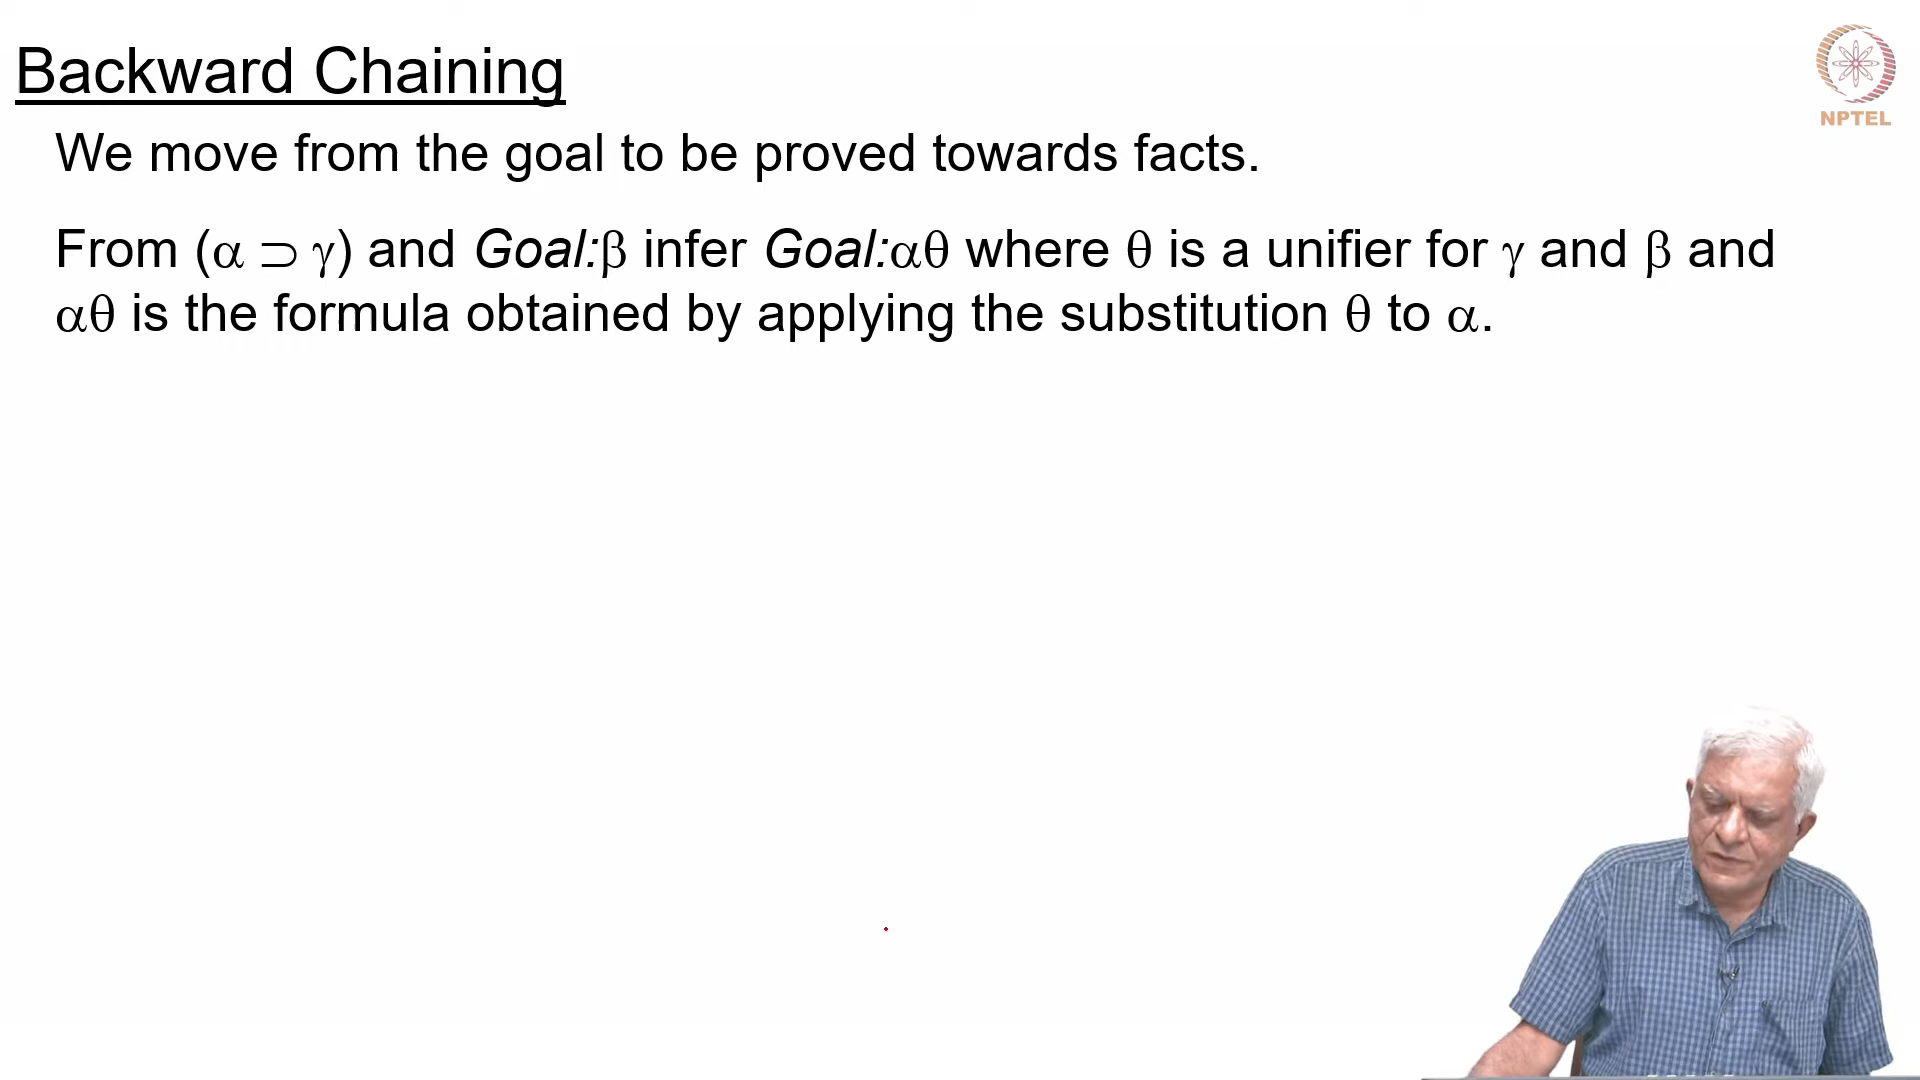 Backward Chaining
NPTEL
We move from the goal to be proved towards facts.
From (α ⊃ γ) and Goal:β infer Goal:αθ where θ is a unifier for γ and β and
αθ is the formula obtained by applying the substitution θ to α.